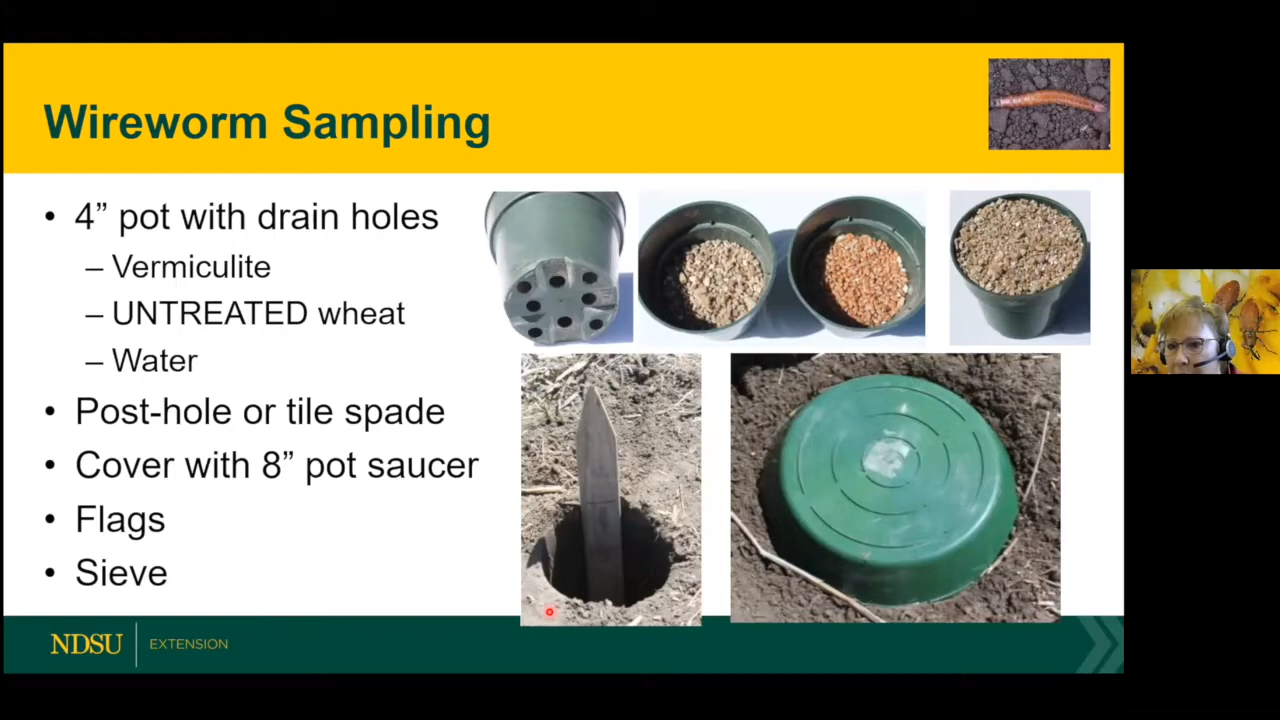 Wireworm Sampling
• 4” pot with drain holes
– Vermiculite
– UNTREATED wheat
– Water
• Post-hole or tile spade
• Cover with 8” pot saucer
• Flags
• Sieve
NDSU EXTENSION